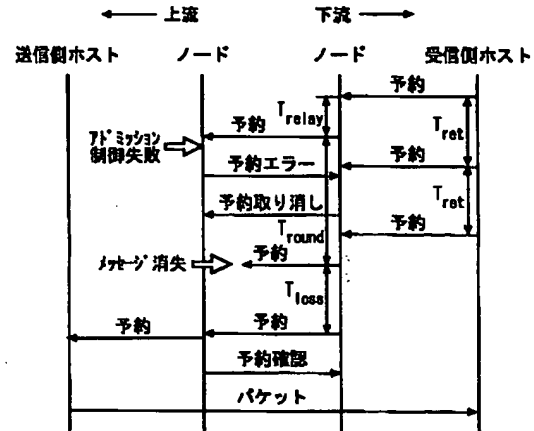 ← 上流
下流 →
送信側ホスト
ノード
ノード
受信側ホスト
予約
Trelay
予約
Tret
アドミッション
制御失敗
予約
予約エラー
Tret
予約取り消し
予約
Tround
予約
メッセージ消失
Tloss
予約
予約
予約確認
パケット